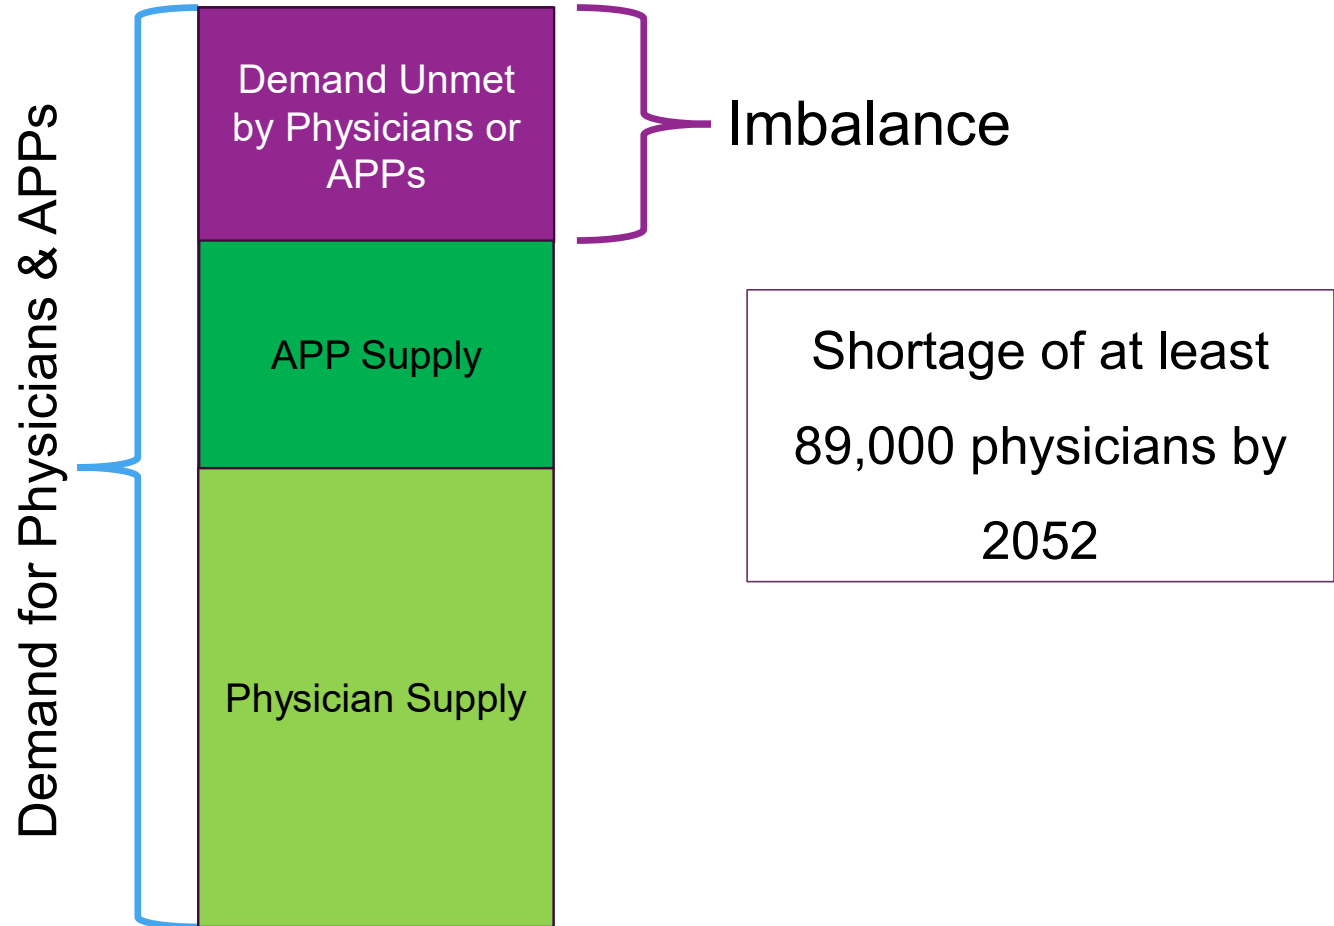 Demand for Physicians & APPs
Demand Unmet
by Physicians or
APPs
Imbalance
APP Supply
Shortage of at least
89,000 physicians by
2052
Physician Supply